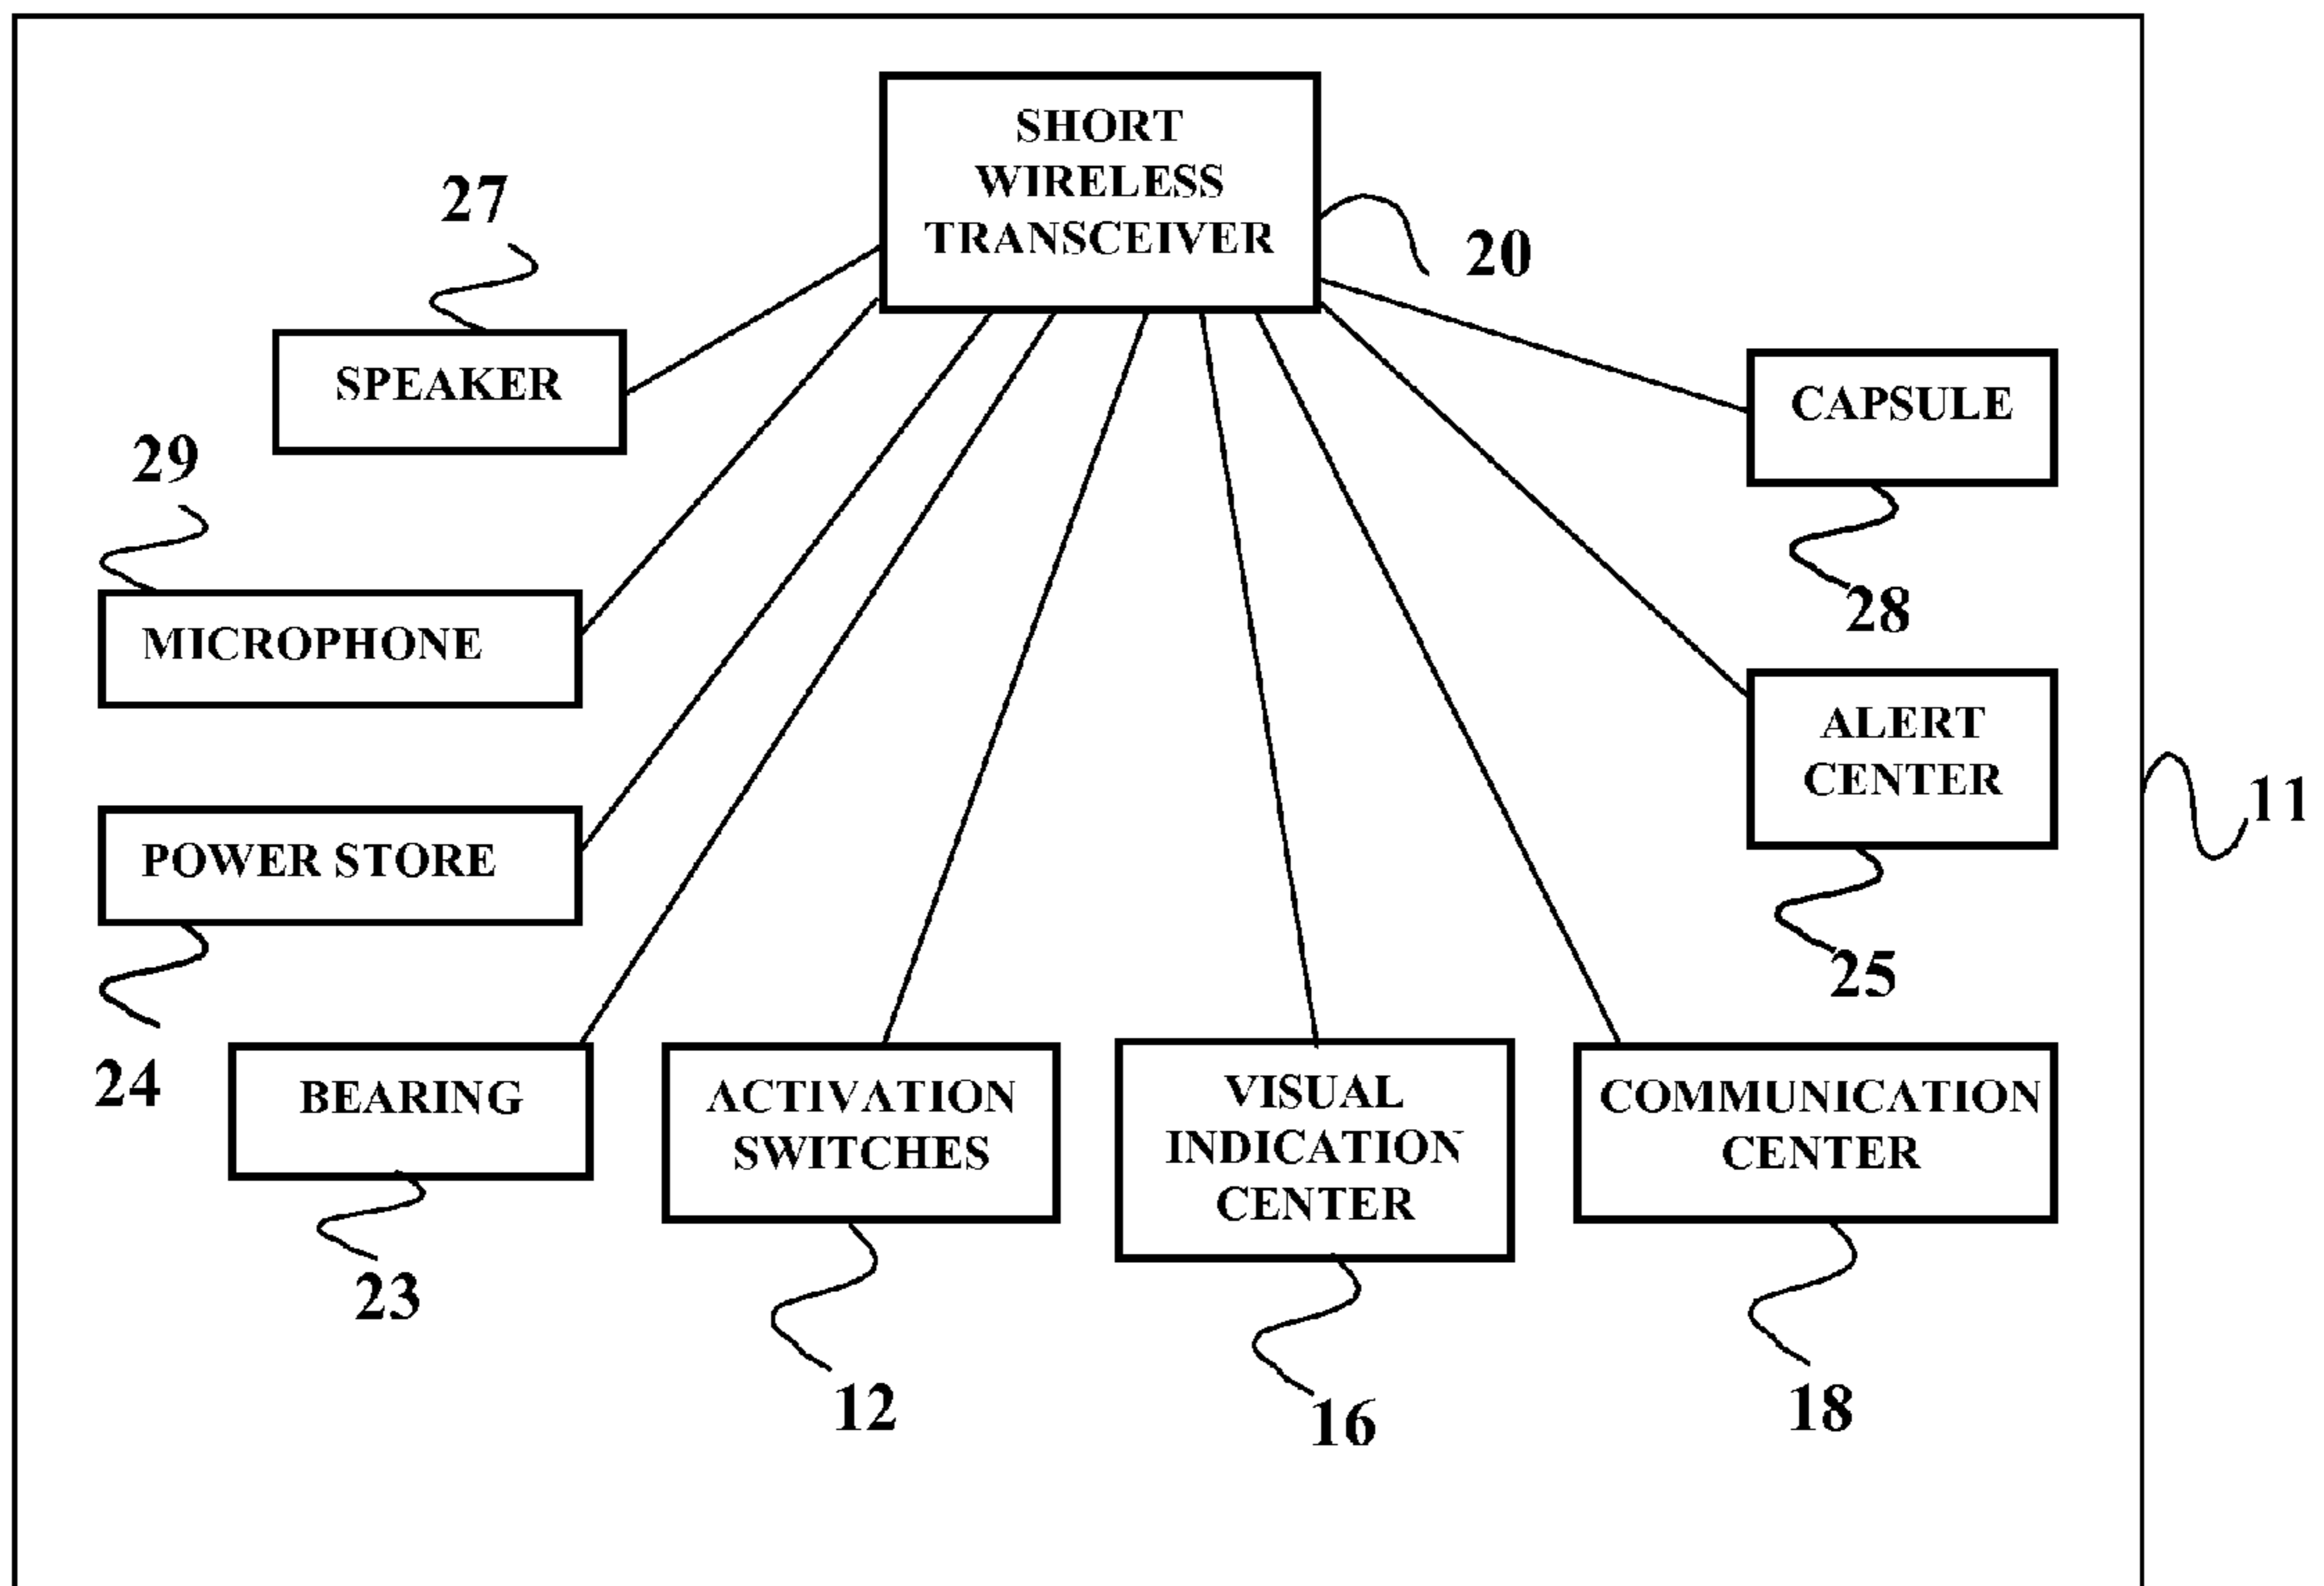 SHORT
WIRELESS
TRANSCEIVER
20
27
SPEAKER
CAPSULE
28
29
MICROPHONE
ALERT
CENTER
25
11
POWER STORE
24
BEARING
23
ACTIVATION
SWITCHES
12
VISUAL
INDICATION
CENTER
16
COMMUNICATION
CENTER
18